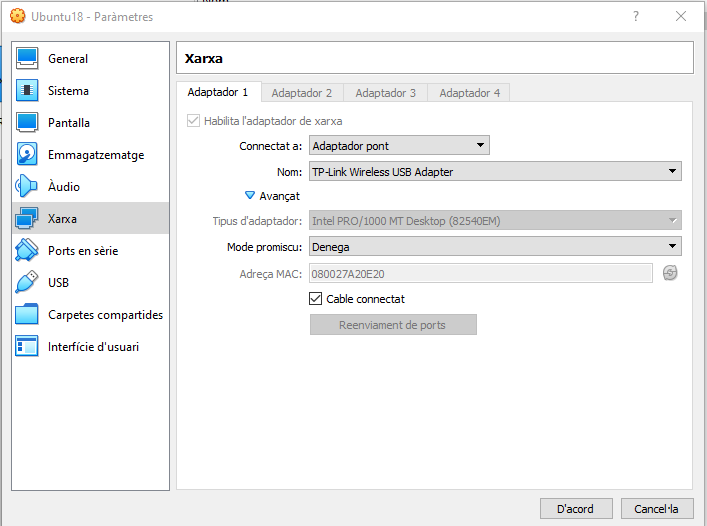 Ubuntu18 - Paràmetres
General
Sistema
Pantalla
Emmagatzematge
Àudio
Xarxa
Ports en sèrie
USB
Carpetes compartides
Interfície d'usuari
Xarxa
Adaptador 1 Adaptador 2 Adaptador 3 Adaptador 4
Habilita l'adaptador de xarxa
Connectat a: Adaptador pont
Nom: TP-Link Wireless USB Adapter
Avançat
Tipus d'adaptador: Intel PRO/1000 MT Desktop (82540EM)
Mode promiscu: Denega
Adreça MAC: 080027A20E20
Cable connectat
Reenviament de ports
D'acord Cancel·la